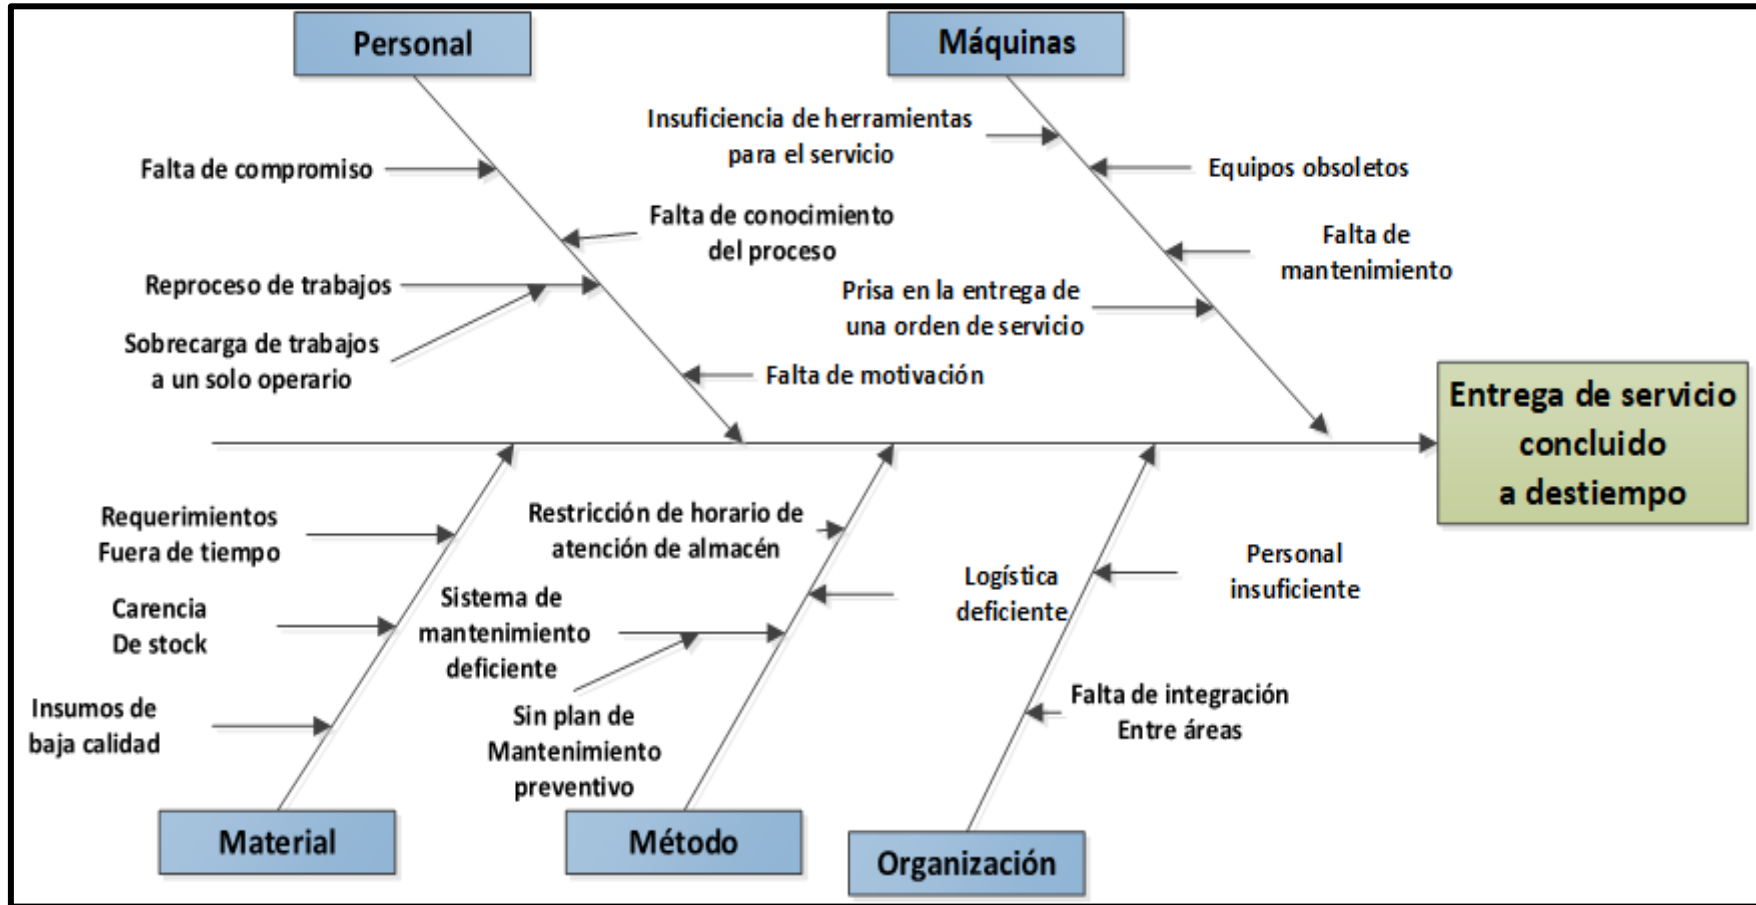 Personal
Máquinas
Insuficiencia de herramientas
para el servicio
Falta de compromiso
Equipos obsoletos
Falta de conocimiento
del proceso
Falta de
mantenimiento
Reproceso de trabajos
Prisa en la entrega de
una orden de servicio
Sobrecarga de trabajos
a un solo operario
Falta de motivación
Entrega de servicio
concluido
a destiempo
Requerimientos
Fuera de tiempo
Restricción de horario de
atención de almacén
Personal
insuficiente
Logística
deficiente
Carencia
De stock
Sistema de
mantenimiento
deficiente
Insumos de
baja calidad
Sin plan de
Mantenimiento
preventivo
Falta de integración
Entre áreas
Material
Método
Organización